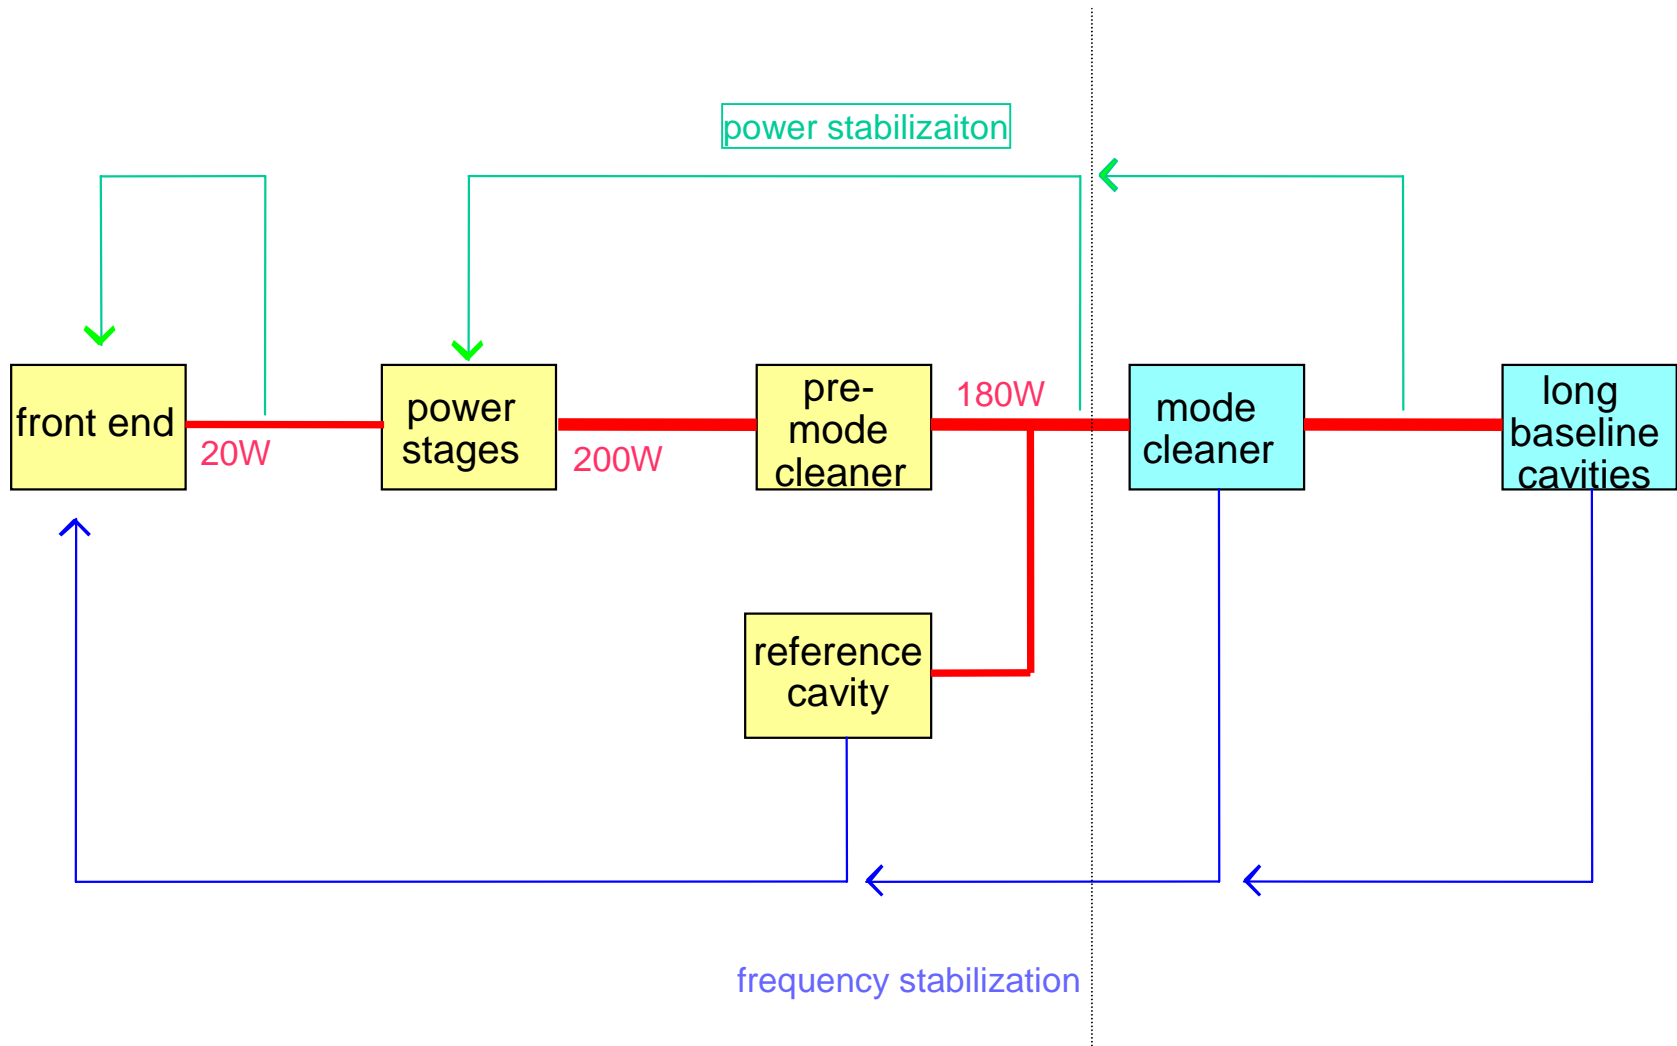 power stabilizaiton
front end
20W
power
stages
200W
pre-
mode
cleaner
180W
mode
cleaner
long
baseline
cavities
reference
cavity
frequency stabilization